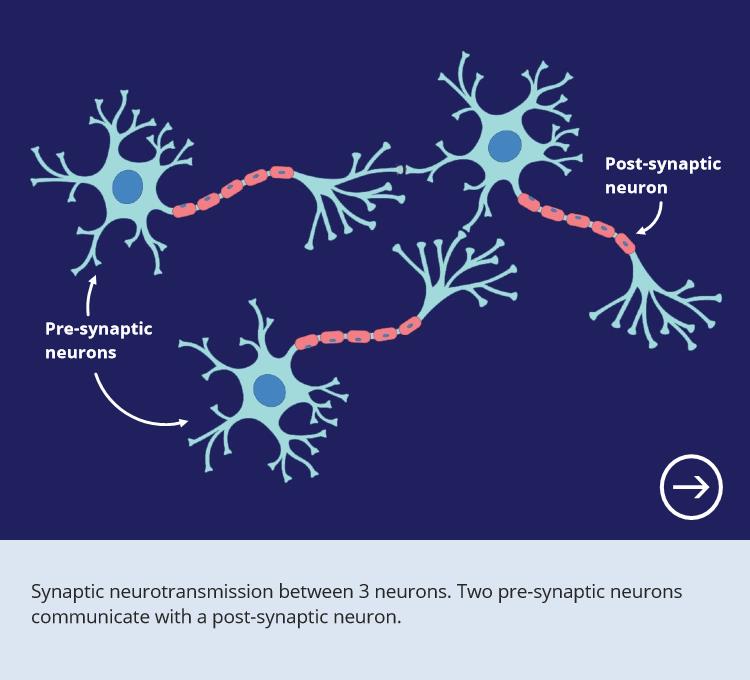 Post-synaptic
neuron
Pre-synaptic
neurons
Synaptic neurotransmission between 3 neurons. Two pre-synaptic neurons
communicate with a post-synaptic neuron.